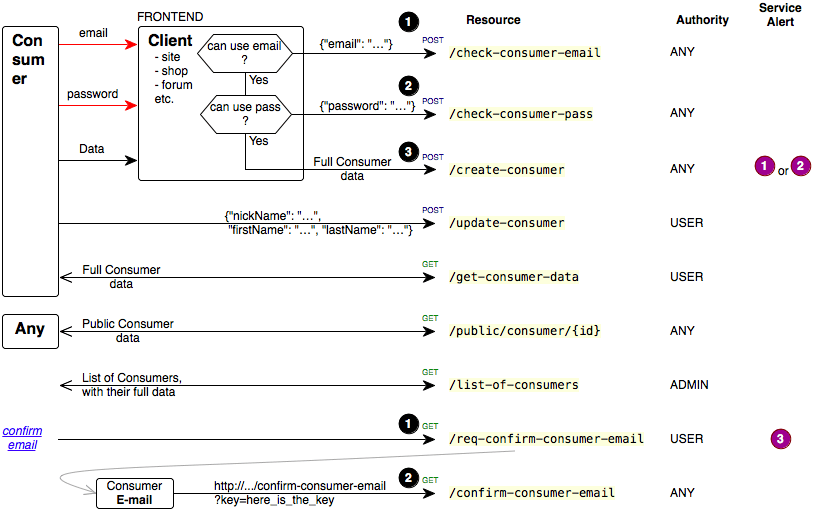 FRONTEND
1
Resource
Authority
Service
Alert
Con
sum
er
email
Client
- site
- shop
- forum
etc.
can use email
?
{"email": "..."}
POST
/check-consumer-email
ANY
Yes
password
can use pass
?
2
{"password": "..."}
POST
/check-consumer-pass
ANY
Yes
Data
3
Full Consumer
data
POST
/create-consumer
ANY
1 or 2
{"nickName": "...",
"firstName": "...", "lastName": "..."}
POST
/update-consumer
USER
Full Consumer
data
GET
/get-consumer-data
USER
Any
Public Consumer
data
GET
/public/consumer/{id}
ANY
List of Consumers,
with their full data
GET
/list-of-consumers
ADMIN
confirm
email
1
GET
/req-confirm-consumer-email
USER
3
Consumer
E-mail
http://.../confirm-consumer-email
?key=here_is_the_key
2
GET
/confirm-consumer-email
ANY